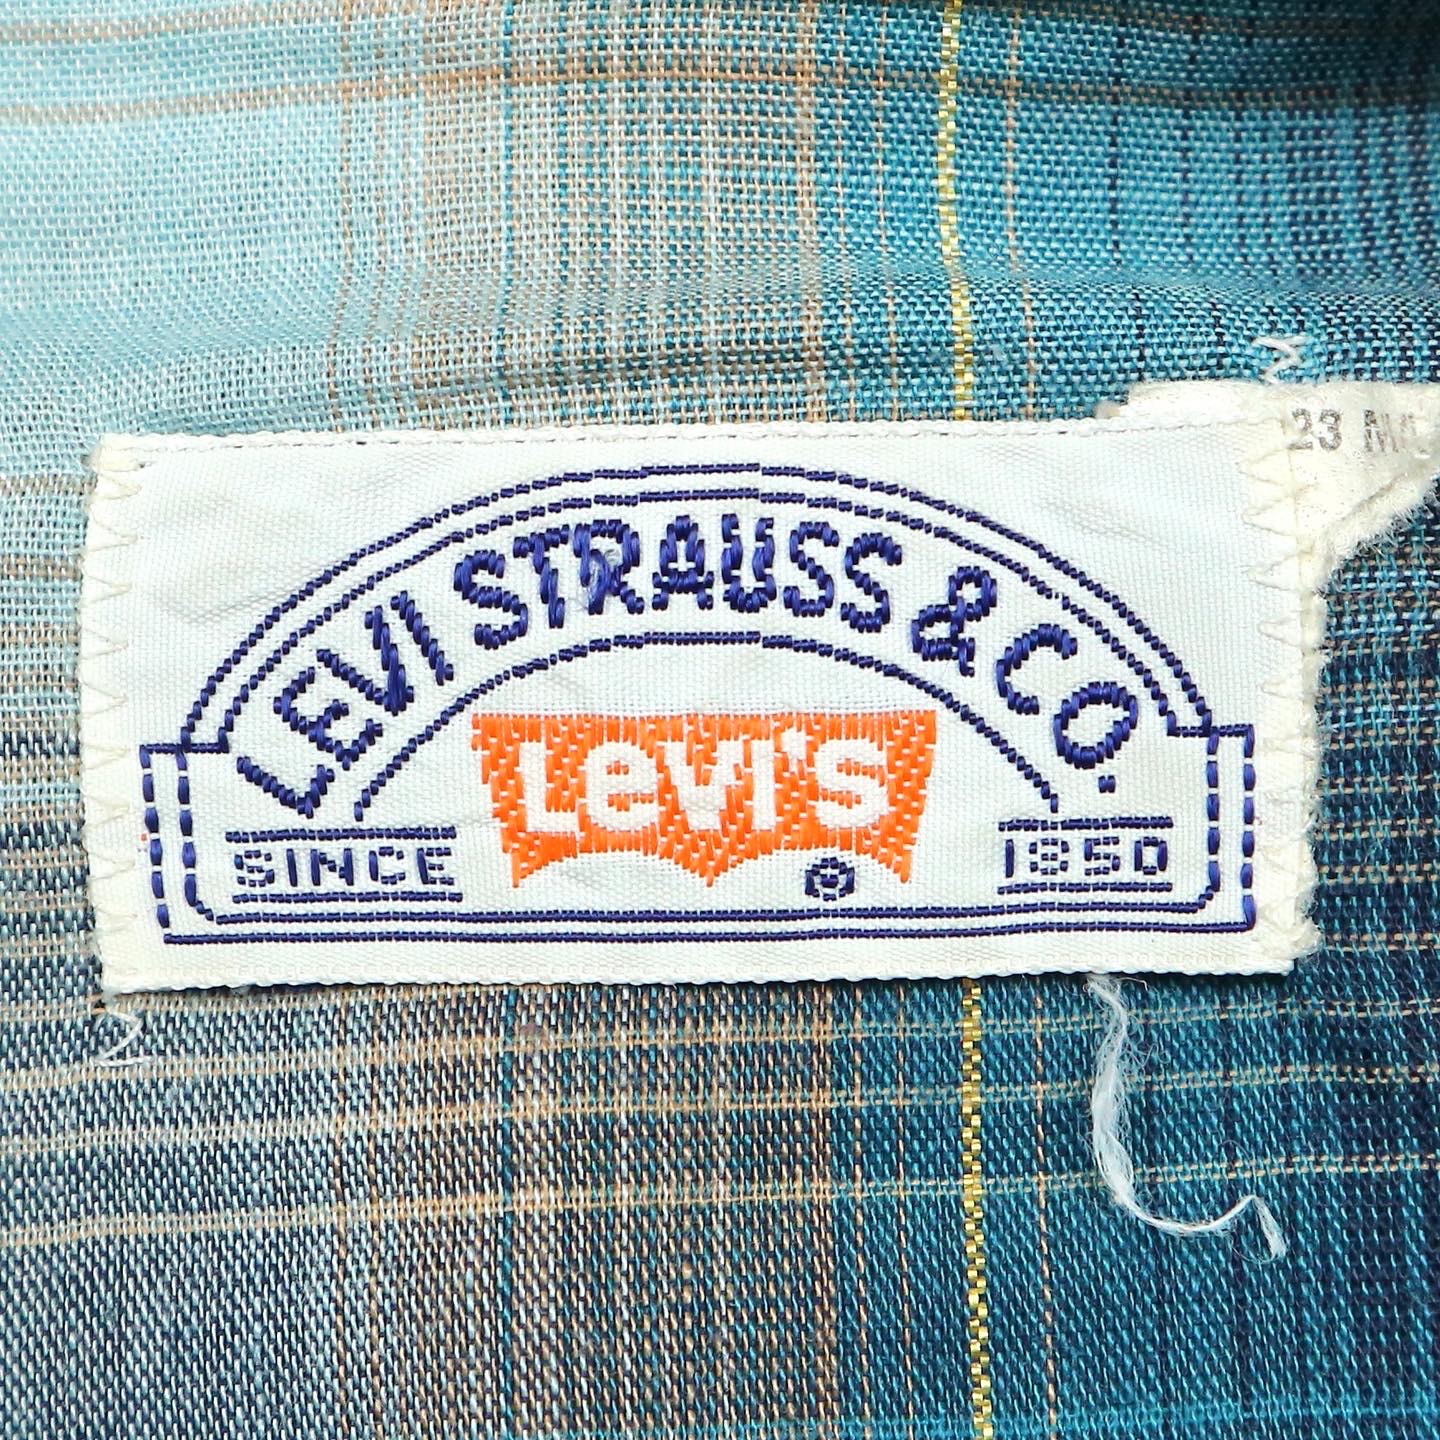 LEVI STRAUSS & CO.
Levi's
®
SINCE 1850
23